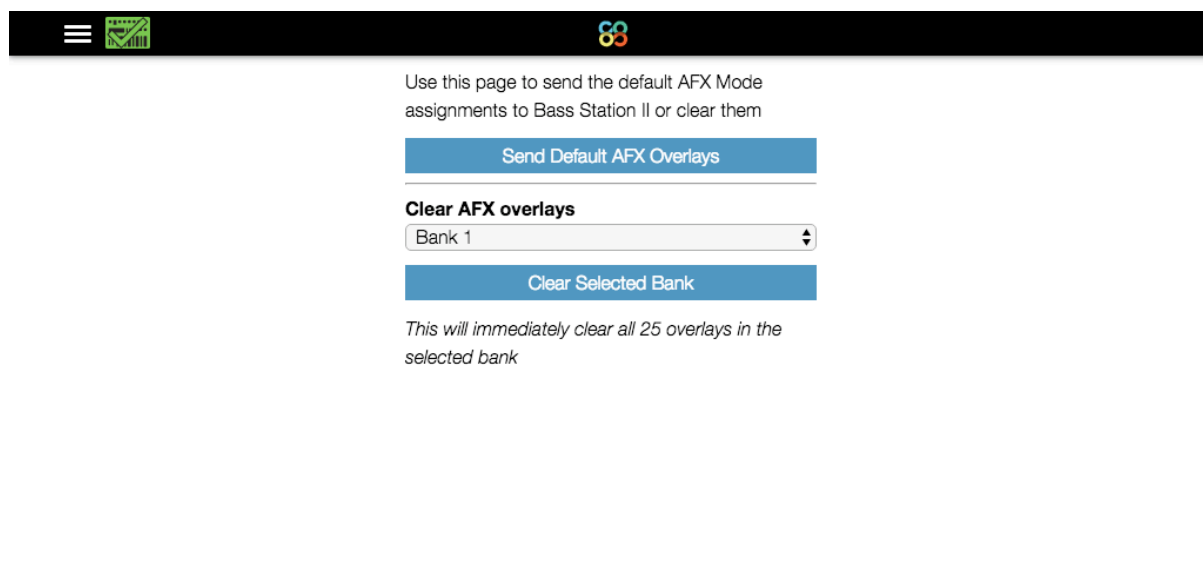 Use this page to send the default AFX Mode
assignments to Bass Station II or clear them
Send Default AFX Overlays
Clear AFX overlays
Bank 1
Clear Selected Bank
This will immediately clear all 25 overlays in the
selected bank